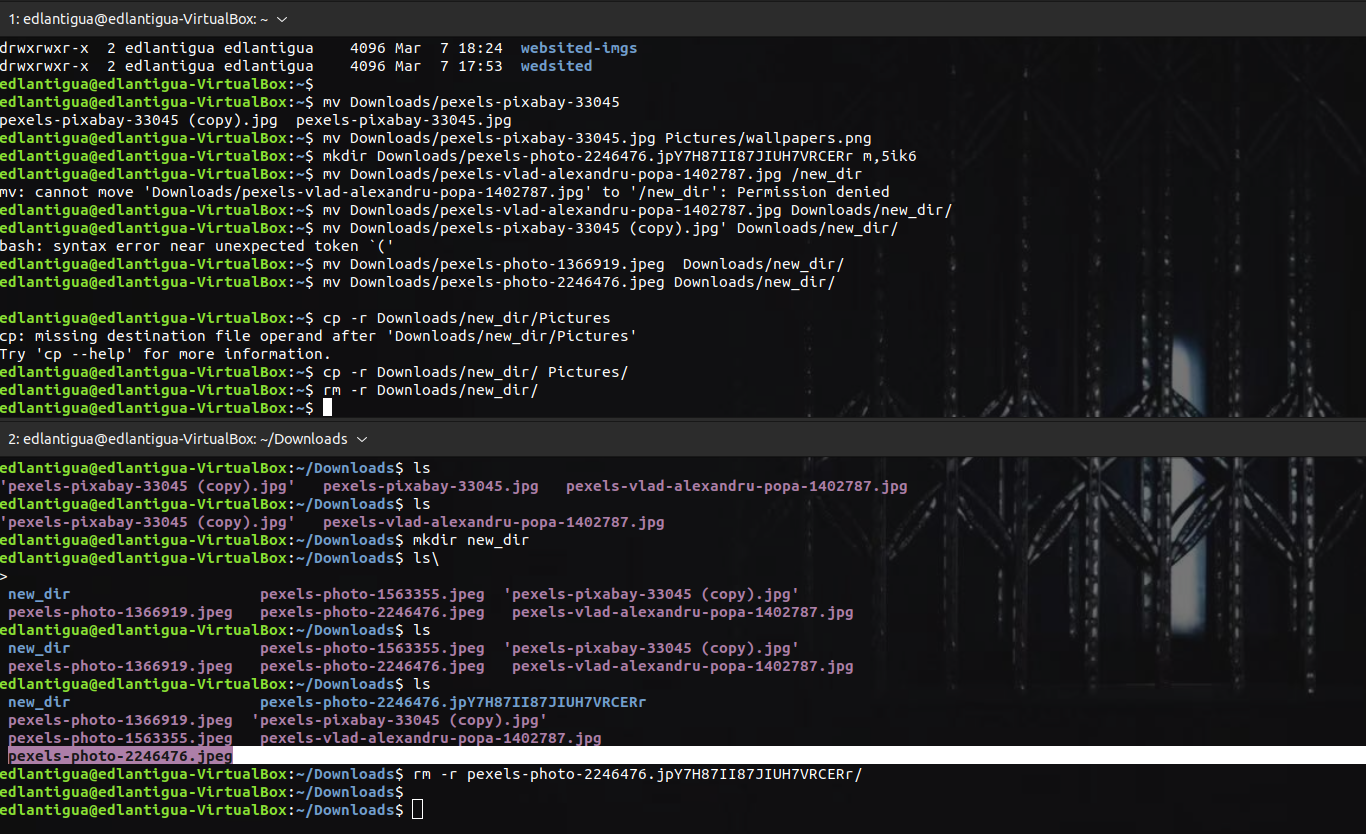 1: edlantigua@edlantigua-VirtualBox: ~
drwxrwxr-x  2 edlantigua edlantigua    4096 Mar  7 18:24  websited-imgs
drwxrwxr-x  2 edlantigua edlantigua    4096 Mar  7 17:53  wedsited
edlantigua@edlantigua-VirtualBox:~$
edlantigua@edlantigua-VirtualBox:~$ mv Downloads/pexels-pixabay-33045
pexels-pixabay-33045 (copy).jpg  pexels-pixabay-33045.jpg
edlantigua@edlantigua-VirtualBox:~$ mv Downloads/pexels-pixabay-33045.jpg Pictures/wallpapers.png
edlantigua@edlantigua-VirtualBox:~$ mkdir Downloads/pexels-photo-2246476.jpY7H87II87JIUH7VRCERr m,5ik6
edlantigua@edlantigua-VirtualBox:~$ mv Downloads/pexels-vlad-alexandru-popa-1402787.jpg /new_dir
mv: cannot move 'Downloads/pexels-vlad-alexandru-popa-1402787.jpg' to '/new_dir': Permission denied
edlantigua@edlantigua-VirtualBox:~$ mv Downloads/pexels-vlad-alexandru-popa-1402787.jpg Downloads/new_dir/
edlantigua@edlantigua-VirtualBox:~$ mv Downloads/pexels-pixabay-33045 (copy).jpg' Downloads/new_dir/
bash: syntax error near unexpected token `('
edlantigua@edlantigua-VirtualBox:~$ mv Downloads/pexels-photo-1366919.jpeg  Downloads/new_dir/
edlantigua@edlantigua-VirtualBox:~$ mv Downloads/pexels-photo-2246476.jpeg Downloads/new_dir/
edlantigua@edlantigua-VirtualBox:~$ cp -r Downloads/new_dir/Pictures
cp: missing destination file operand after 'Downloads/new_dir/Pictures'
Try 'cp --help' for more information.
edlantigua@edlantigua-VirtualBox:~$ cp -r Downloads/new_dir/ Pictures/
edlantigua@edlantigua-VirtualBox:~$ rm -r Downloads/new_dir/
edlantigua@edlantigua-VirtualBox:~$
2: edlantigua@edlantigua-VirtualBox: ~/Downloads
edlantigua@edlantigua-VirtualBox:~/Downloads$ ls
'pexels-pixabay-33045 (copy).jpg'   pexels-pixabay-33045.jpg   pexels-vlad-alexandru-popa-1402787.jpg
edlantigua@edlantigua-VirtualBox:~/Downloads$ ls
'pexels-pixabay-33045 (copy).jpg'   pexels-vlad-alexandru-popa-1402787.jpg
edlantigua@edlantigua-VirtualBox:~/Downloads$ mkdir new_dir
edlantigua@edlantigua-VirtualBox:~/Downloads$ ls\
>
new_dir                     pexels-photo-1563355.jpeg  'pexels-pixabay-33045 (copy).jpg'
pexels-photo-1366919.jpeg   pexels-photo-2246476.jpeg   pexels-vlad-alexandru-popa-1402787.jpg
edlantigua@edlantigua-VirtualBox:~/Downloads$ ls
new_dir                     pexels-photo-1563355.jpeg  'pexels-pixabay-33045 (copy).jpg'
pexels-photo-1366919.jpeg   pexels-photo-2246476.jpeg   pexels-vlad-alexandru-popa-1402787.jpg
edlantigua@edlantigua-VirtualBox:~/Downloads$ ls
new_dir                     pexels-photo-2246476.jpY7H87II87JIUH7VRCERr
pexels-photo-1366919.jpeg  'pexels-pixabay-33045 (copy).jpg'
pexels-photo-1563355.jpeg   pexels-vlad-alexandru-popa-1402787.jpg
pexels-photo-2246476.jpeg
edlantigua@edlantigua-VirtualBox:~/Downloads$ rm -r pexels-photo-2246476.jpY7H87II87JIUH7VRCERr/
edlantigua@edlantigua-VirtualBox:~/Downloads$
edlantigua@edlantigua-VirtualBox:~/Downloads$